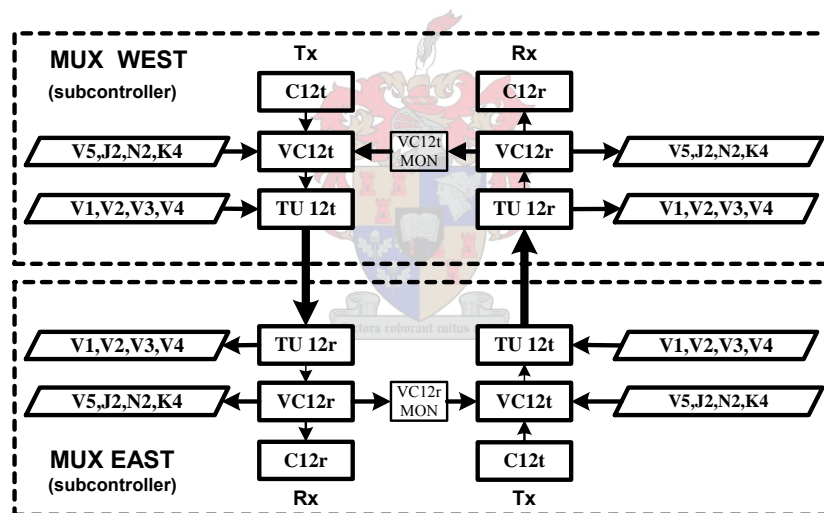 Tx
Rx
MUX WEST
(subcontroller)
C12t
C12r
V5,J2,N2,K4
VC12t
VC12t
MON
VC12r
V5,J2,N2,K4
V1,V2,V3,V4
TU 12t
TU 12r
V1,V2,V3,V4
roborant cultus
V1,V2,V3,V4
TU 12r
TU 12t
V1,V2,V3,V4
V5,J2,N2,K4
VC12r
VC12r
MON
VC12t
V5,J2,N2,K4
MUX EAST
(subcontroller)
C12r
C12t
Rx
Tx